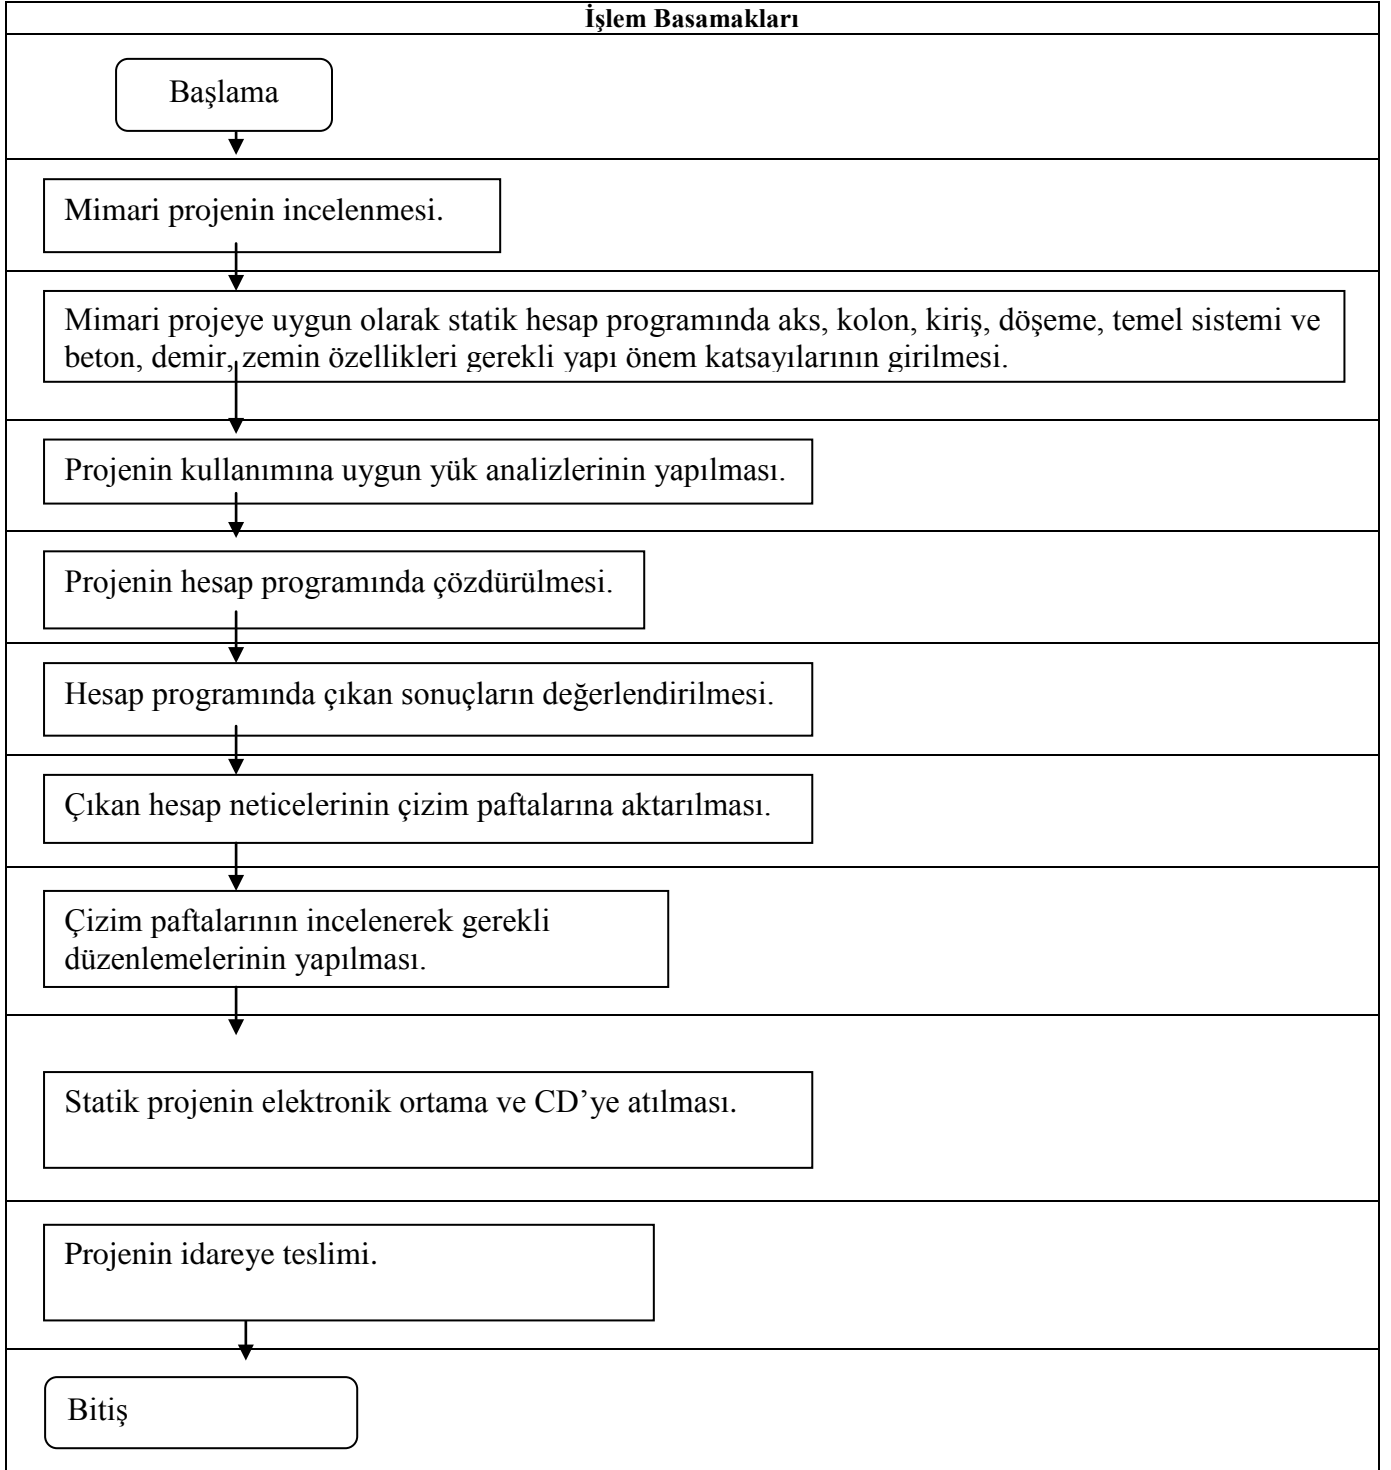 İşlem Basamakları
Başlama
Mimari projenin incelenmesi.
Mimari projeye uygun olarak statik hesap programında aks, kolon, kiriş, döşeme, temel sistemi ve
beton, demir, zemin özellikleri gerekli yapı önem katsayılarının girilmesi.
Projenin kullanımına uygun yük analizlerinin yapılması.
Projenin hesap programında çözdürülmesi.
Hesap programında çıkan sonuçların değerlendirilmesi.
Çıkan hesap neticelerinin çizim paftalarına aktarılması.
Çizim paftalarının incelenerek gerekli
düzenlemelerinin yapılması.
Statik projenin elektronik ortama ve CD’ye atılması.
Projenin idareye teslimi.
Bitiş